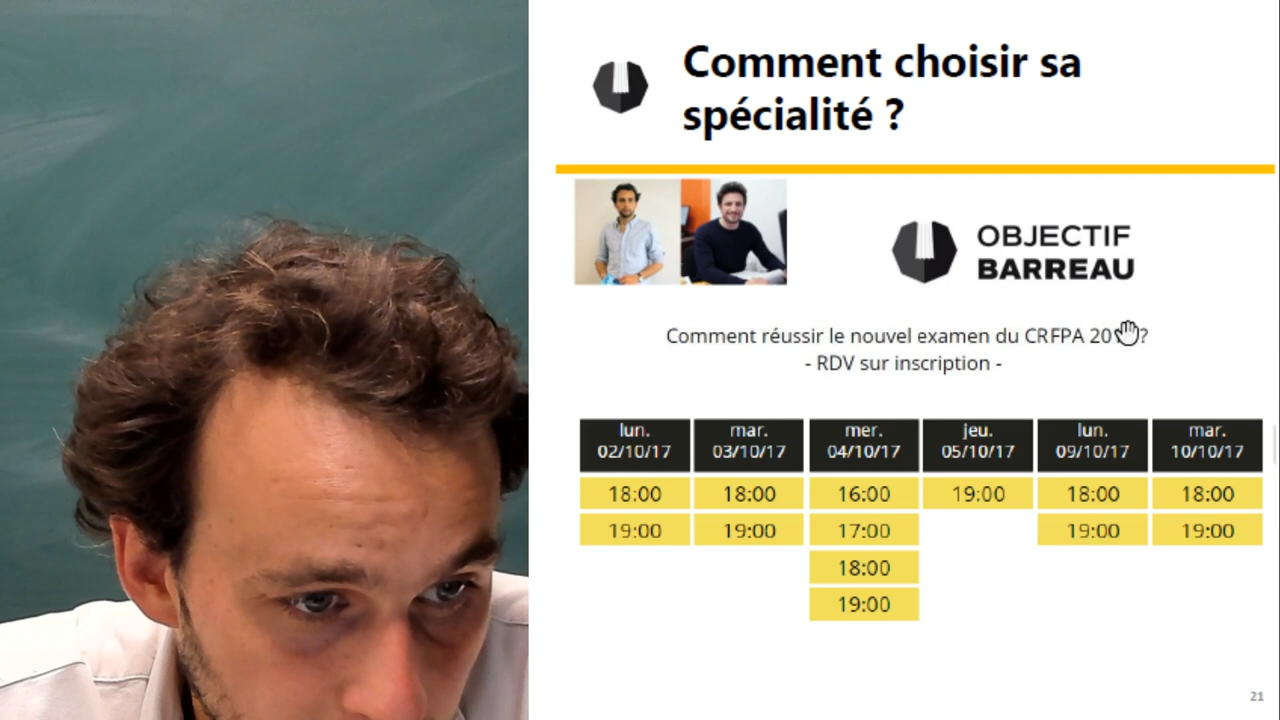 Comment choisir sa
spécialité ?
OBJECTIF
BARREAU
Comment réussir le nouvel examen du CRFPA 20 ?
- RDV sur inscription -
lun. mar. mer. jeu. lun. mar.
02/10/17 03/10/17 04/10/17 05/10/17 09/10/17 10/10/17
18:00 18:00 16:00 19:00 18:00 18:00
19:00 19:00 17:00 19:00 19:00
18:00
19:00
21